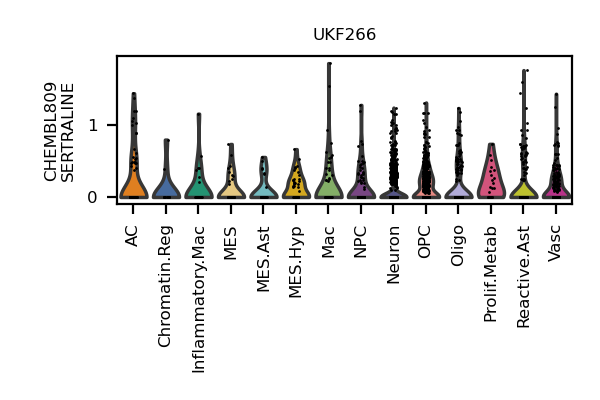 UKF266
CHEMBL809
SERTRALINE
1
0
AC
Chromatin.Reg
Inflammatory.Mac
MES
MES.Ast
MES.Hyp
Mac
NPC
Neuron
OPC
Oligo
Prolif.Metab
Reactive.Ast
Vasc